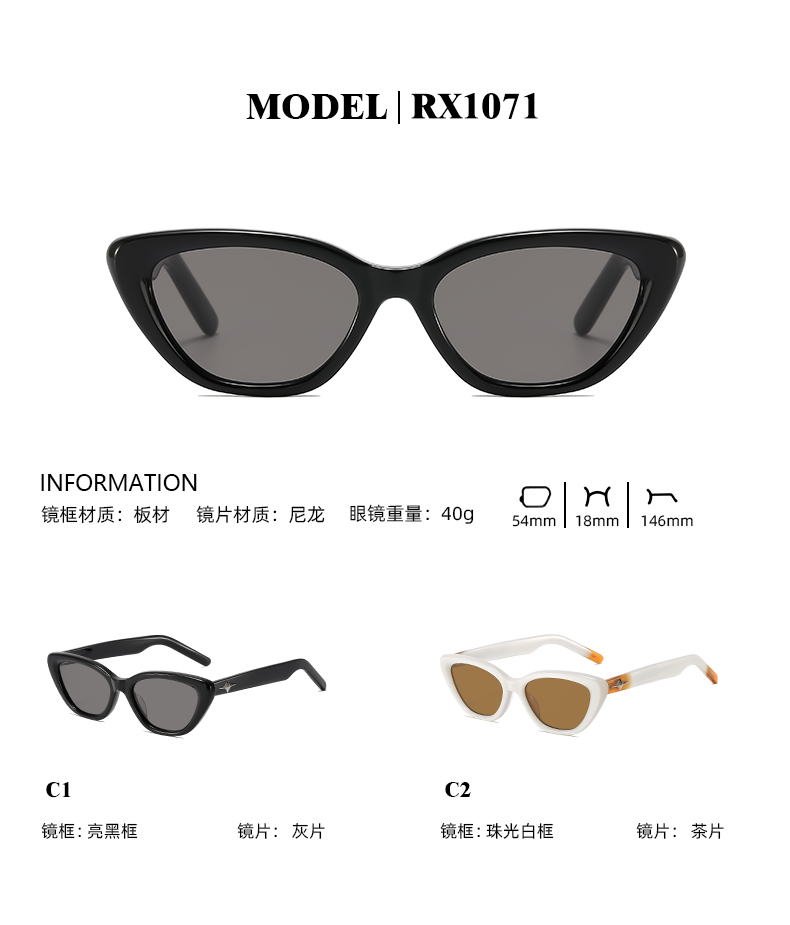 MODEL | RX1071
INFORMATION
镜框材质：板材 镜片材质：尼龙 眼镜重量：40g
54mm 18mm 146mm
C1
镜框：亮黑框 镜片： 灰片
C2
镜框：珠光白框 镜片： 茶片